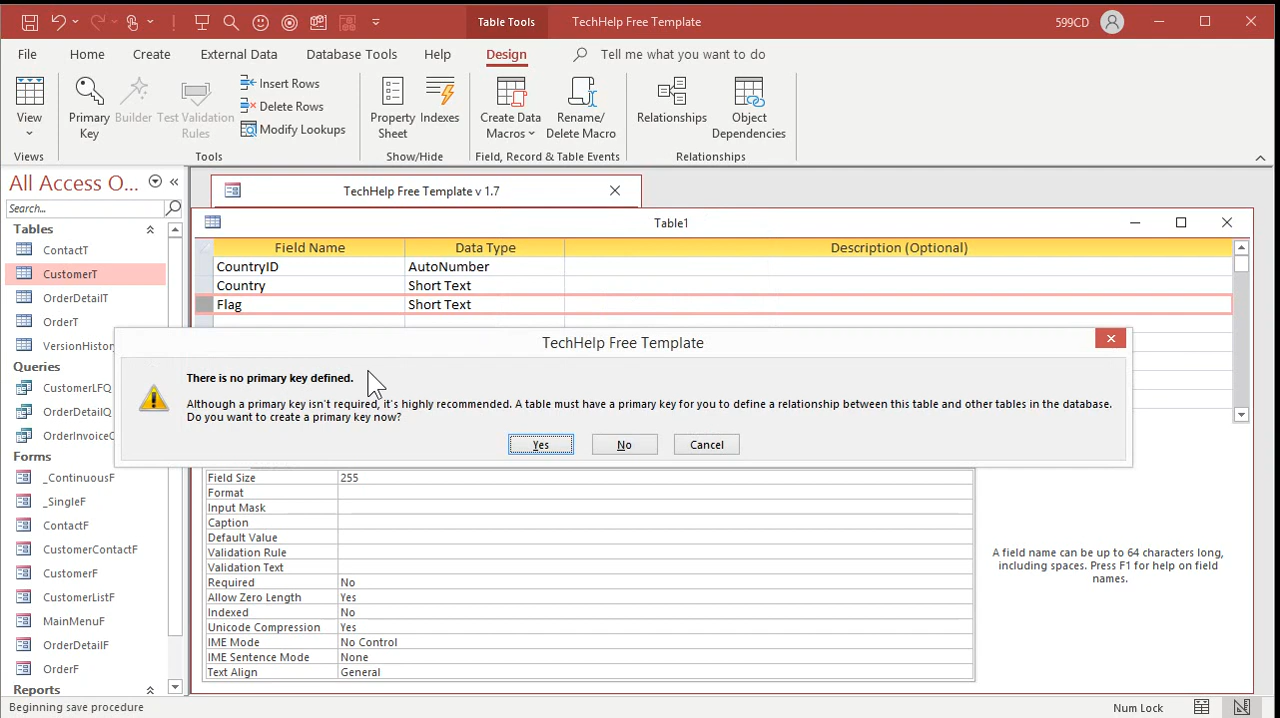 Table Tools
TechHelp Free Template
599CD
File
Home
Create
External Data
Database Tools
Help
Design
Tell me what you want to do
View
Primary
Key
Builder
Test Validation
Rules
Insert Rows
Delete Rows
Modify Lookups
Property
Sheet
Indexes
Create Data
Macros
Rename/
Delete Macro
Relationships
Object
Dependencies
Views
Tools
Show/Hide
Field, Record & Table Events
Relationships
All Access O...
Search...
Tables
ContactT
CustomerT
OrderDetailT
OrderT
VersionHistor
Queries
CustomerLFQ
OrderDetailQ
OrderInvoiceQ
Forms
_ContinuousF
_SingleF
ContactF
CustomerContactF
CustomerF
CustomerListF
MainMenuF
OrderDetailF
OrderF
Reports
TechHelp Free Template v 1.7
Table1
Field Name Data Type Description (Optional)
CountryID AutoNumber
Country Short Text
Flag Short Text
TechHelp Free Template
There is no primary key defined.
Although a primary key isn't required, it's highly recommended. A table must have a primary key for you to define a relationship between this table and other tables in the database.
Do you want to create a primary key now?
Yes No Cancel
Field Size 255
Format
Input Mask
Caption
Default Value
Validation Rule
Validation Text
Required No
Allow Zero Length Yes
Indexed No
Unicode Compression Yes
IME Mode No Control
IME Sentence Mode None
Text Align General
A field name can be up to 64 characters long,
including spaces. Press F1 for help on field
names.
Beginning save procedure
Num Lock